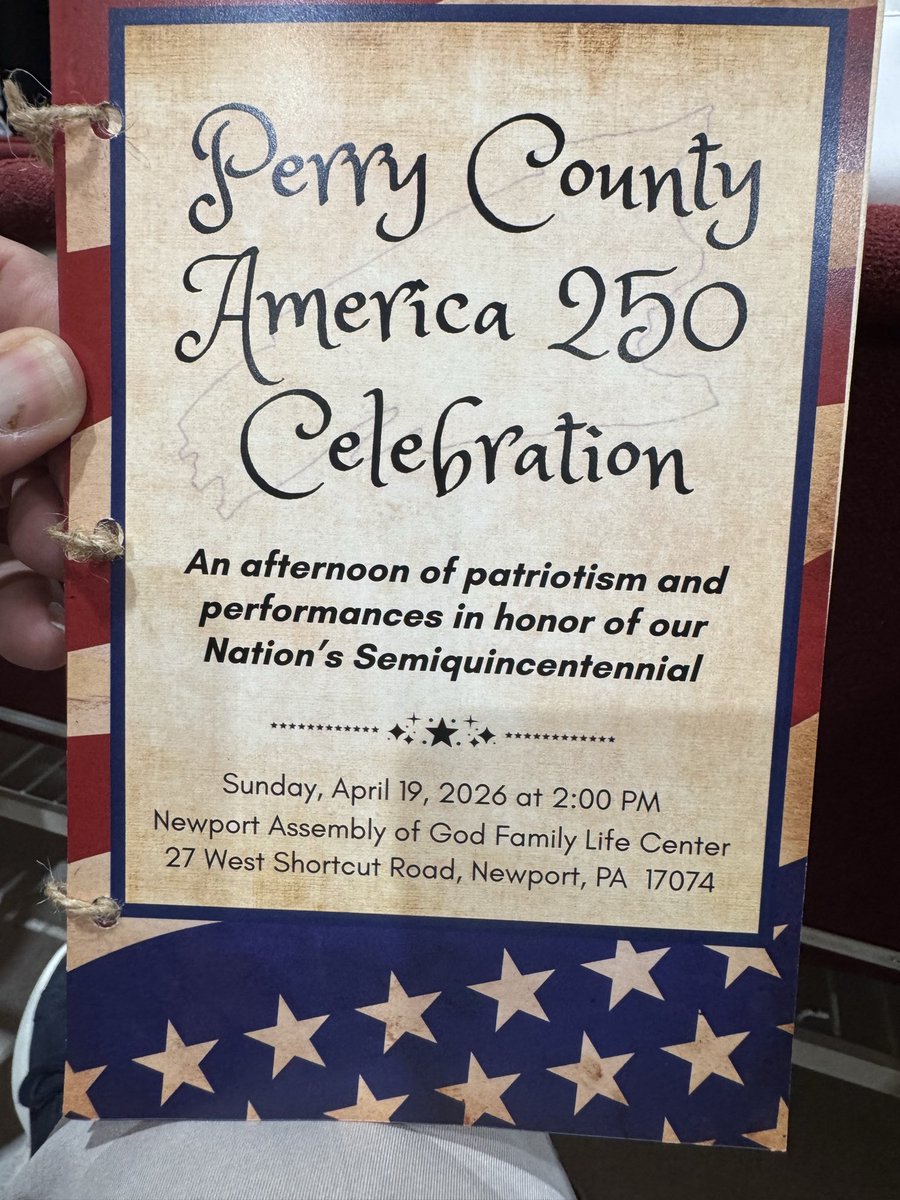 Perry County
America 250
Celebration
An afternoon of patriotism and
performances in honor of our
Nation's Semiquincentennial
Sunday, April 19, 2026 at 2:00 PM
Newport Assembly of God Family Life Center
27 West Shortcut Road, Newport, PA 17074